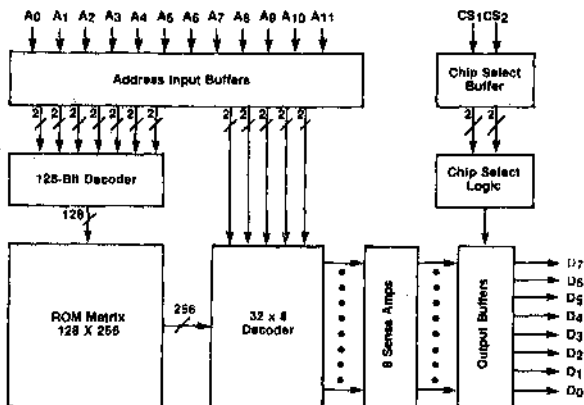 A0 A1 A2 A3 A4 A5 A6 A7 A8 A9 A10 A11
CS1 CS2
Address Input Buffers
Chip Select
Buffer
2 2 2 2 2 2 2
2 2 2 2 2
2 2
128-Bit Decoder
Chip Select
Logic
128
ROM Matrix
128 X 256
256
32 x 8
Decoder
8 Sense Amps
Output Buffers
D7
D6
D5
D4
D3
D2
D1
D0